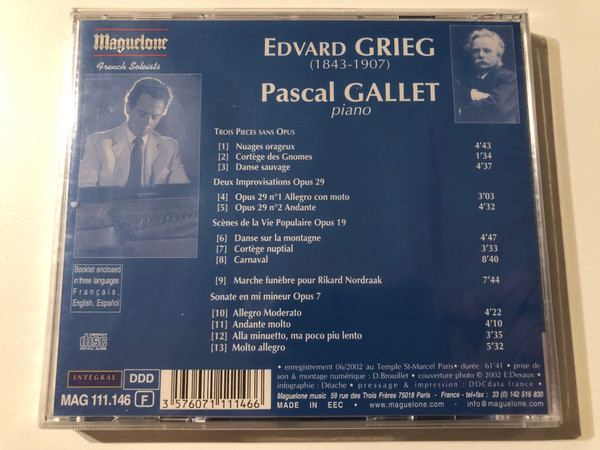 Maguelone
French Soloists
EDVARD GRIEG
(1843-1907)
Pascal GALLET
piano
TROIS PIECES SANS OPUS
[1] Nuages orageux 4'43
[2] Cortège des Gnomes 1'34
[3] Danse sauvage 4'37
Deux Improvisations Opus 29
[4] Opus 29 n°1 Allegro con moto 3'03
[5] Opus 29 n°2 Andante 4'32
Scènes de la Vie Populaire Opus 19
[6] Danse sur la montagne 4'47
[7] Cortège nuptial 3'33
[8] Carnaval 8'40
[9] Marche funèbre pour Rikard Nordraak 7'44
Sonate en mi mineur Opus 7
[10] Allegro Moderato 4'22
[11] Andante molto 4'10
[12] Alla minuetto, ma poco piu lento 3'35
[13] Molto allegro 5'32
Booklet enclosed
in three languages
Français,
English, Español
COMPACT
disc
DIGITAL AUDIO
INTÉGRAL DDD
MAG 111.146 F
3 576071 111466
• enregistrement 06/2002 au Temple St-Marcel Paris • durée 61'41 • prise de
son & montage numérique : D.Brouillet • couverture photo © 2002 E.Desaux •
infographie : Déache • pressage & impression : DOCdata france •
Maguelone music 59 rue des Trois Frères 75018 Paris - France - tel+fax : 33 (0) 142 516 830
MADE IN EEC • www.maguelone.com - info@maguelone.com